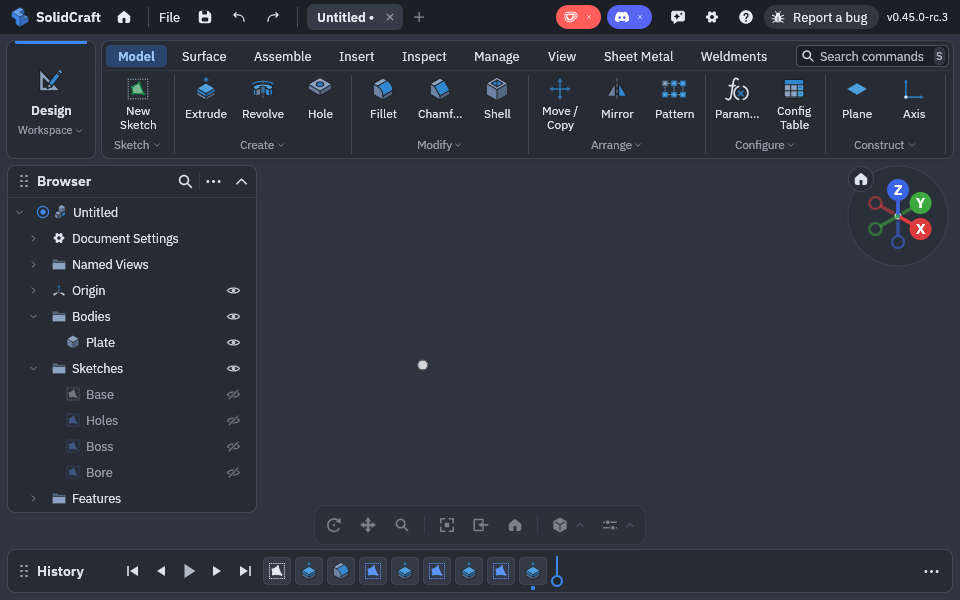 SolidCraft
File
Untitled •
Report a bug
v0.45.0-rc.3
Design
Workspace
Model
Surface
Assemble
Insert
Inspect
Manage
View
Sheet Metal
Weldments
Search commands
S
New
Sketch
Extrude
Revolve
Hole
Fillet
Chamf...
Shell
Move /
Copy
Mirror
Pattern
Param...
Config
Table
Plane
Axis
Sketch
Create
Modify
Arrange
Configure
Construct
Browser
Untitled
Document Settings
Named Views
Origin
Bodies
Plate
Sketches
Base
Holes
Boss
Bore
Features
Z
Y
X
History